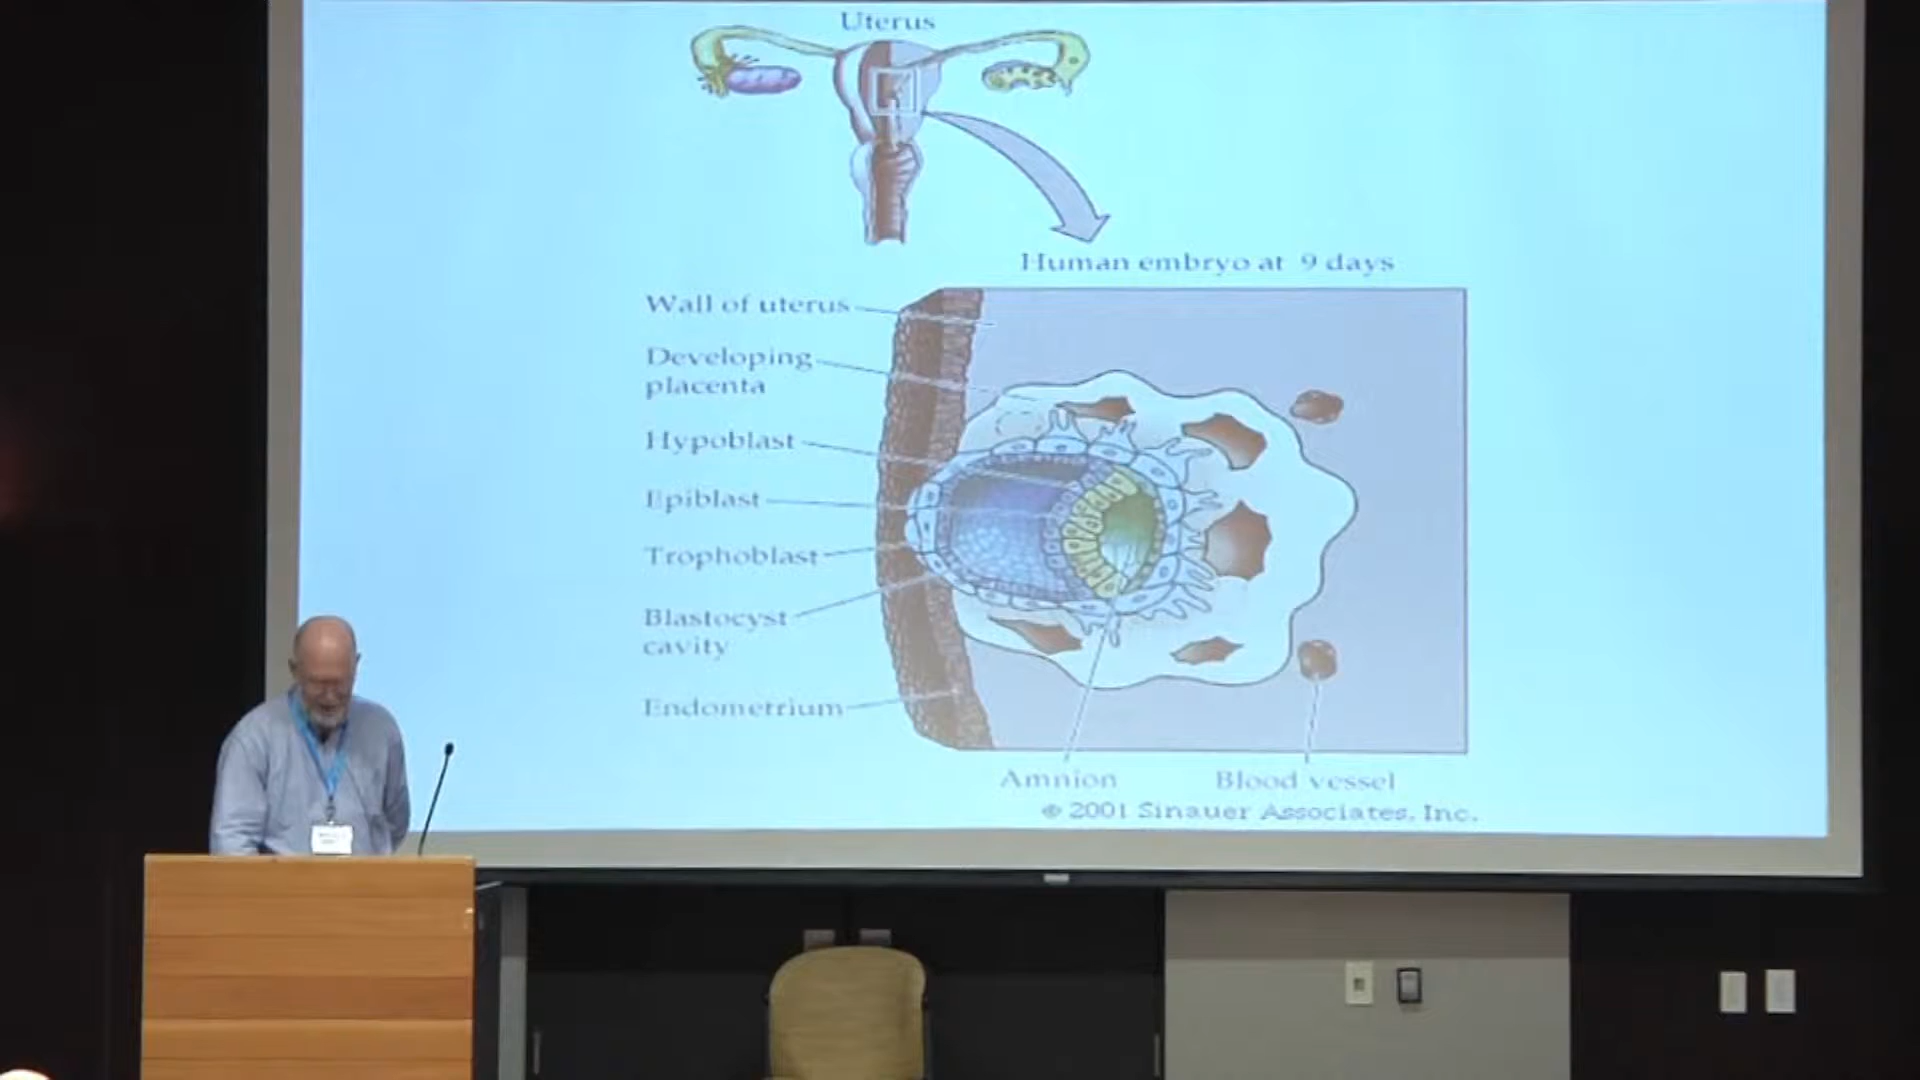 Uterus
Human embryo at 9 days
Wall of uterus
Developing
placenta
Hypoblast
Epiblast
Trophoblast
Blastocyst
cavity
Endometrium
Amnion
Blood vessel
© 2001 Sinauer Associates, Inc.